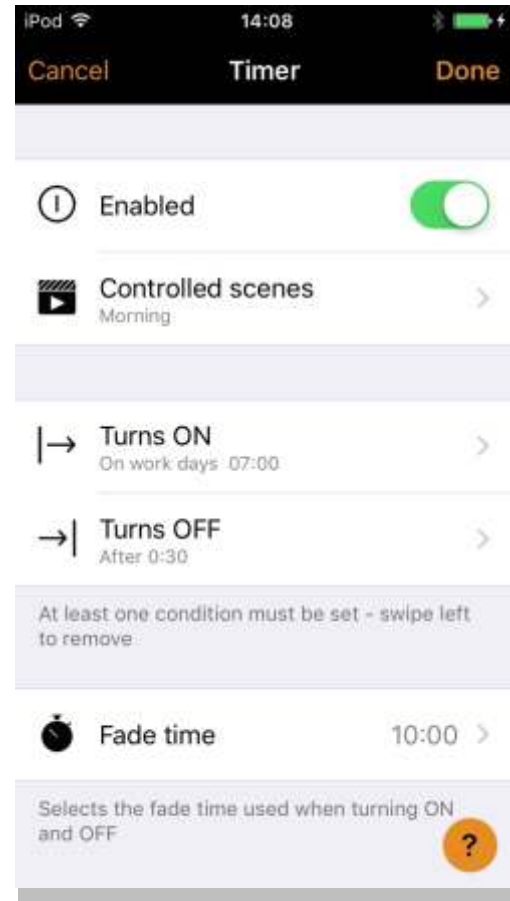 iPod 14:08
Cancel Timer Done
Enabled
Controlled scenes
Morning
Turns ON
On work days 07:00
Turns OFF
After 0:30
At least one condition must be set - swipe left
to remove
Fade time 10:00
Selects the fade time used when turning ON
and OFF
?